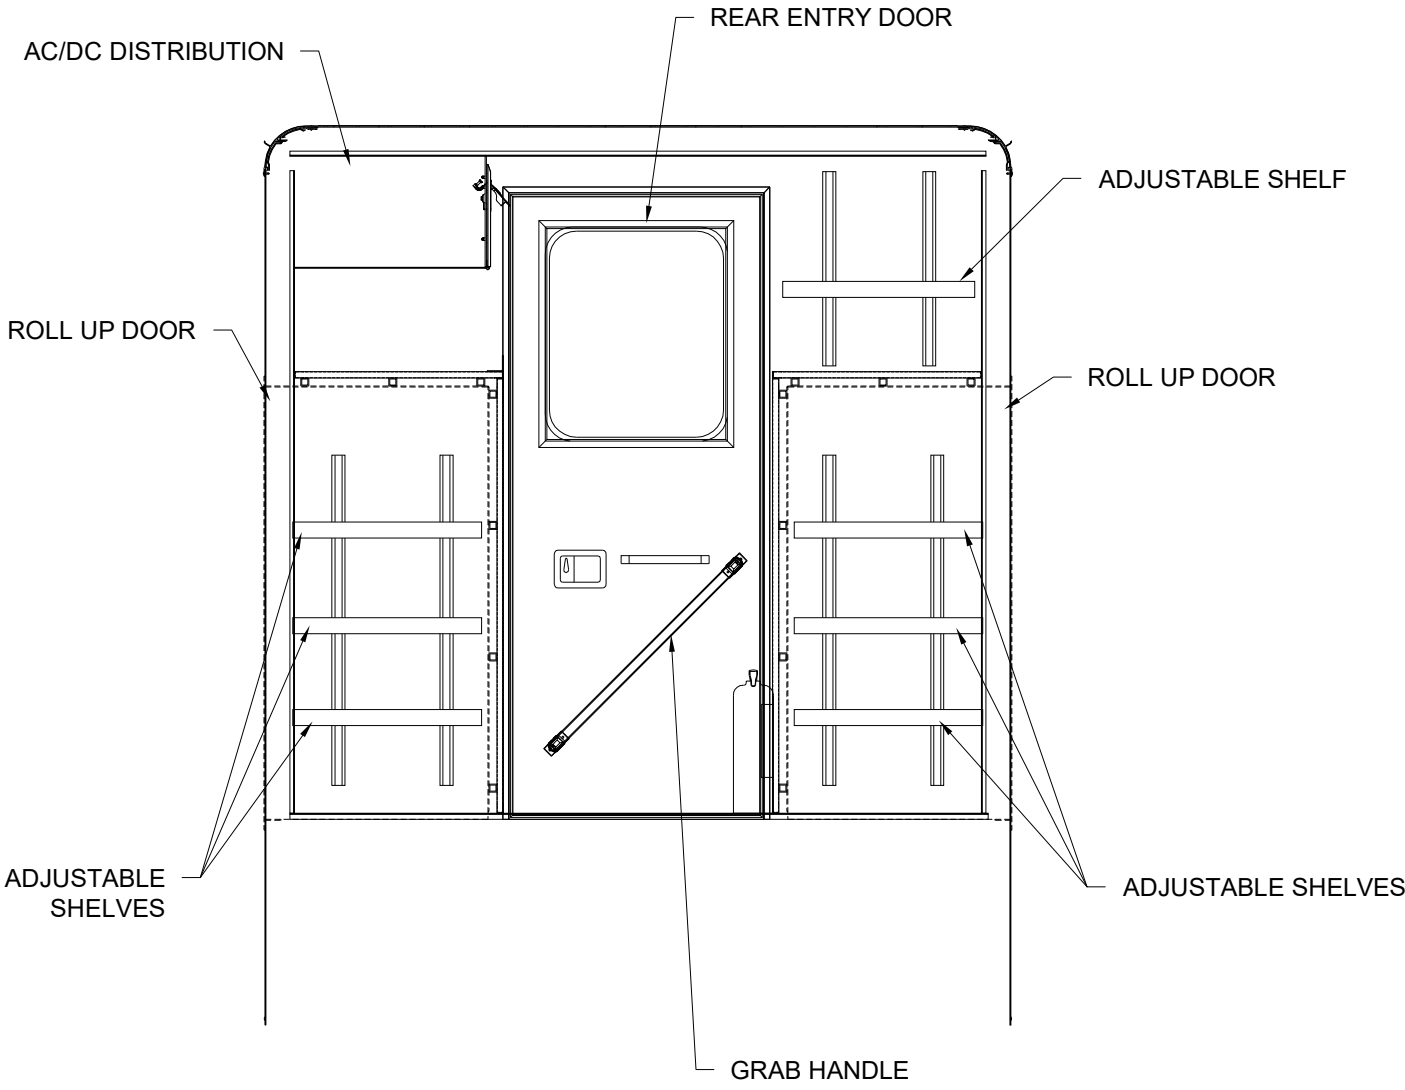 REAR ENTRY DOOR
AC/DC DISTRIBUTION
ADJUSTABLE SHELF
ROLL UP DOOR
ROLL UP DOOR
ADJUSTABLE
SHELVES
ADJUSTABLE SHELVES
GRAB HANDLE